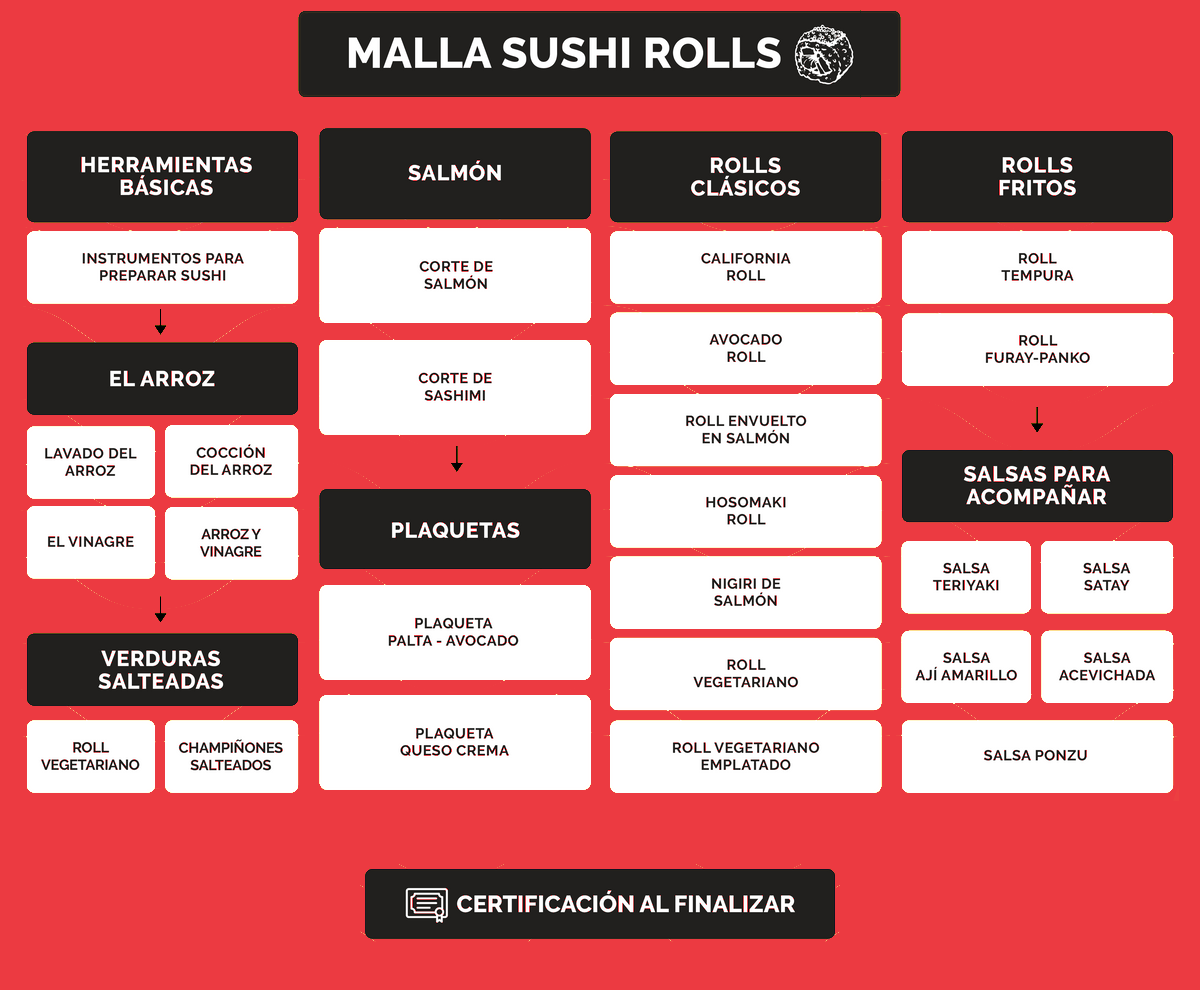 MALLA SUSHI ROLLS
HERRAMIENTAS
BÁSICAS
INSTRUMENTOS PARA
PREPARAR SUSHI
EL ARROZ
LAVADO DEL
ARROZ
COCCIÓN
DEL ARROZ
EL VINAGRE
ARROZ Y
VINAGRE
VERDURAS
SALTEADAS
ROLL
VEGETARIANO
CHAMPIÑONES
SALTEADOS
SALMÓN
CORTE DE
SALMÓN
CORTE DE
SASHIMI
PLAQUETAS
PLAQUETA
PALTA - AVOCADO
PLAQUETA
QUESO CREMA
ROLLS
CLÁSICOS
CALIFORNIA
ROLL
AVOCADO
ROLL
ROLL ENVUELTO
EN SALMÓN
HOSOMAKI
ROLL
NIGIRI DE
SALMÓN
ROLL
VEGETARIANO
ROLL VEGETARIANO
EMPLATADO
ROLLS
FRITOS
ROLL
TEMPURA
ROLL
FURAY-PANKO
SALSAS PARA
ACOMPAÑAR
SALSA
TERIYAKI
SALSA
SATAY
SALSA
AJÍ AMARILLO
SALSA
ACEVICHADA
SALSA PONZU
CERTIFICACIÓN AL FINALIZAR